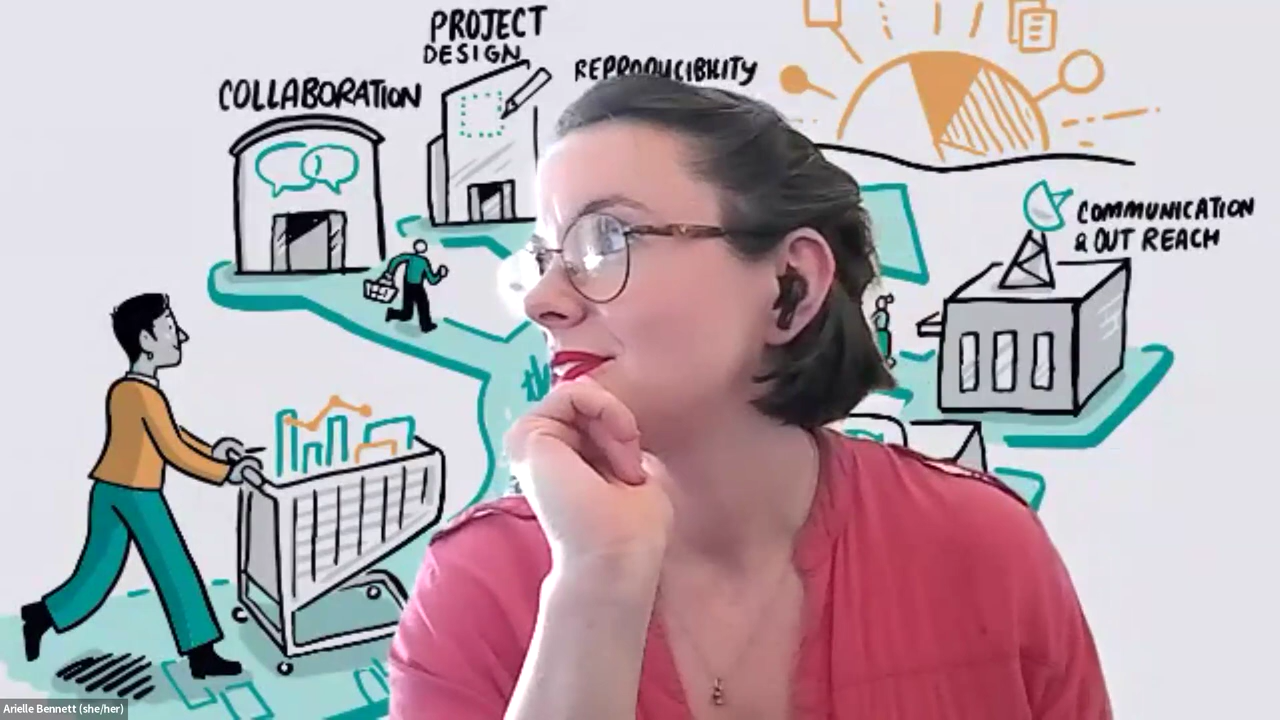 PROJECT
DESIGN
REPRODUCIBILITY
COLLABORATION
COMMUNICATION
& OUT REACH
Arielle Bennett (she/her)